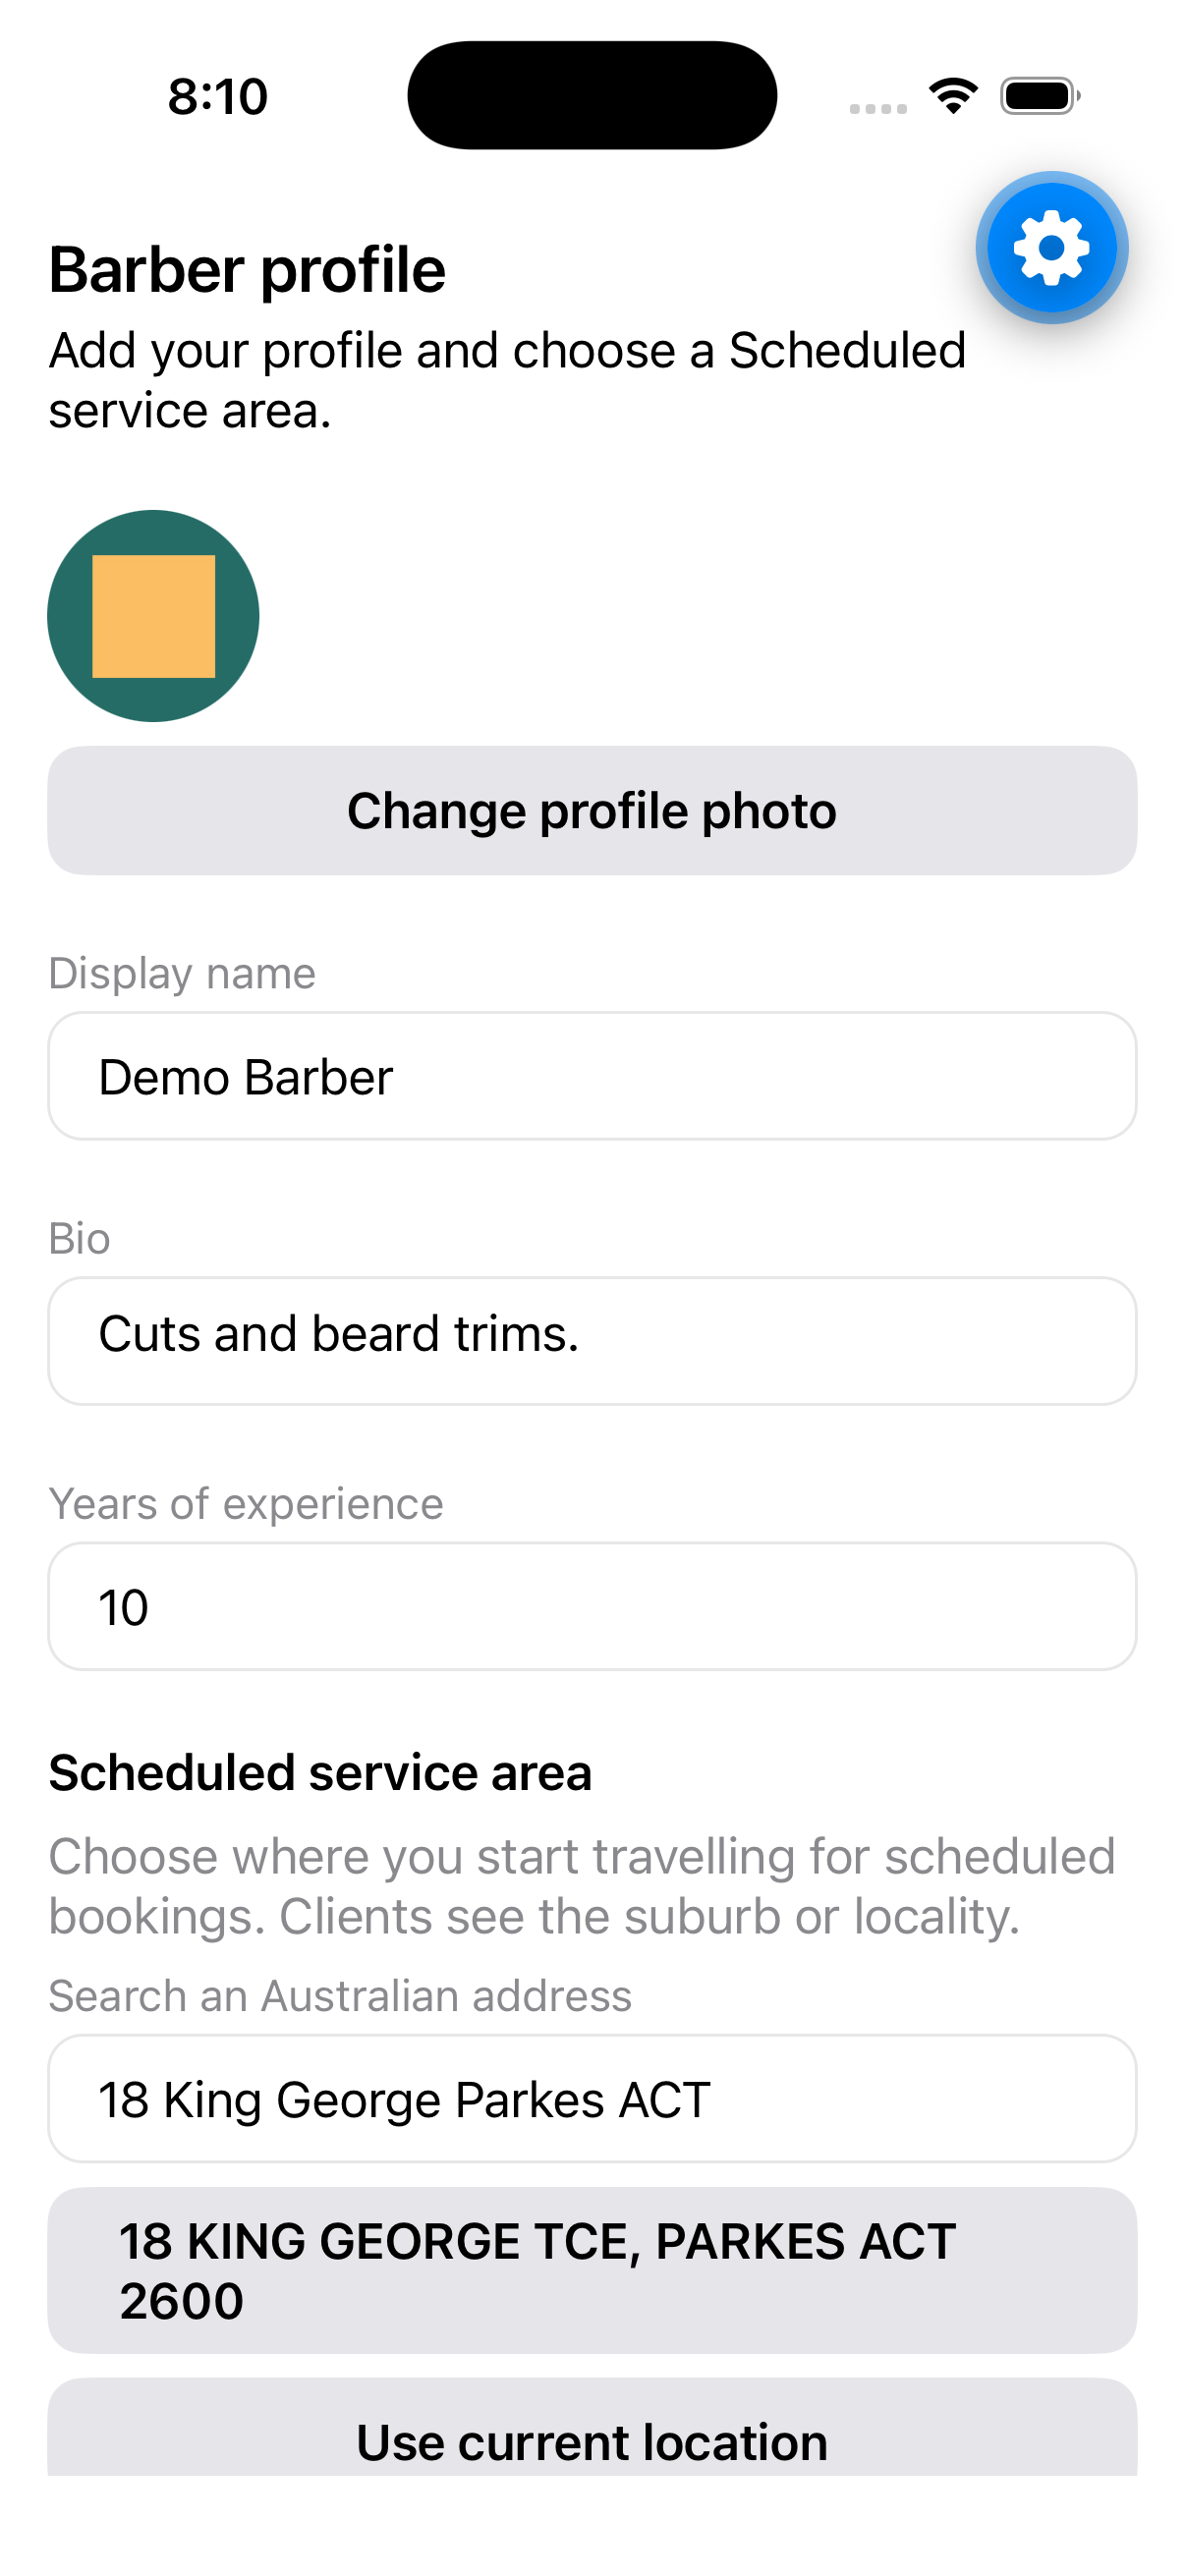 8:10
Barber profile
Add your profile and choose a Scheduled
service area.
Change profile photo
Display name
Demo Barber
Bio
Cuts and beard trims.
Years of experience
10
Scheduled service area
Choose where you start travelling for scheduled
bookings. Clients see the suburb or locality.
Search an Australian address
18 King George Parkes ACT
18 KING GEORGE TCE, PARKES ACT
2600
Use current location